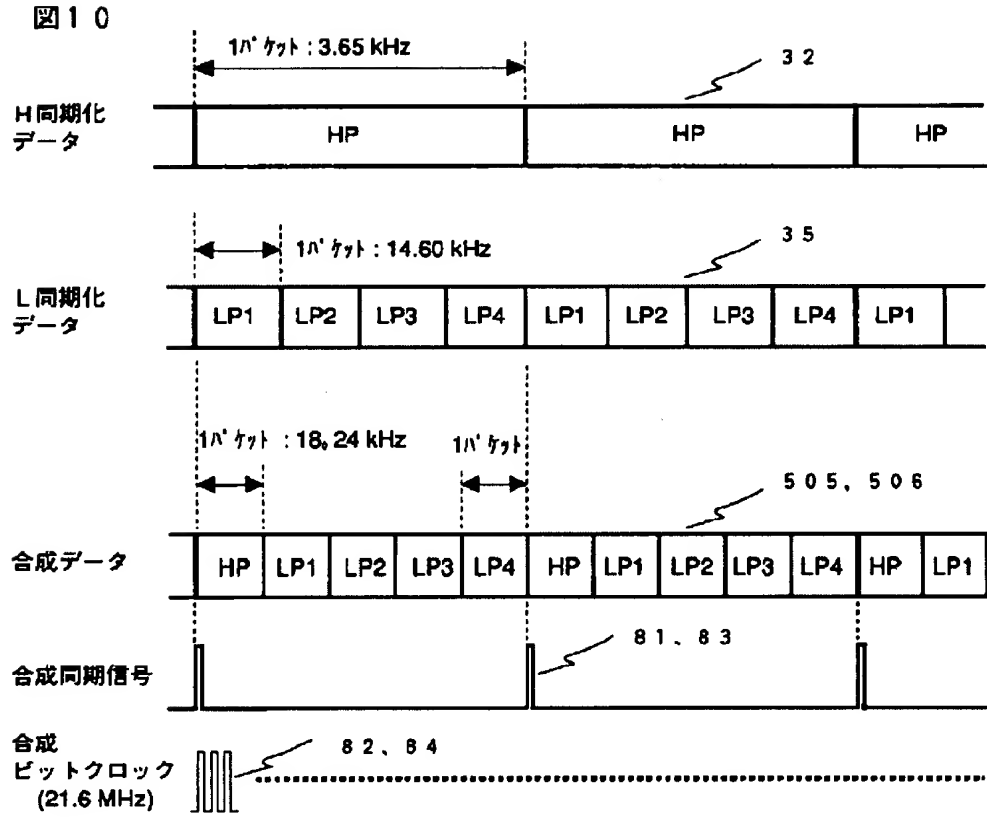 図10
1パケット : 3.65 kHz
32
H同期化
データ
HP HP HP
35
1パケット : 14.60 kHz
L同期化
データ
LP1 LP2 LP3 LP4 LP1 LP2 LP3 LP4 LP1
1パケット : 18,24 kHz
1パケット
505、506
合成データ
HP LP1 LP2 LP3 LP4 HP LP1 LP2 LP3 LP4 HP LP1
81、83
合成同期信号
合成
ビットクロック
(21.6 MHz)
82、84